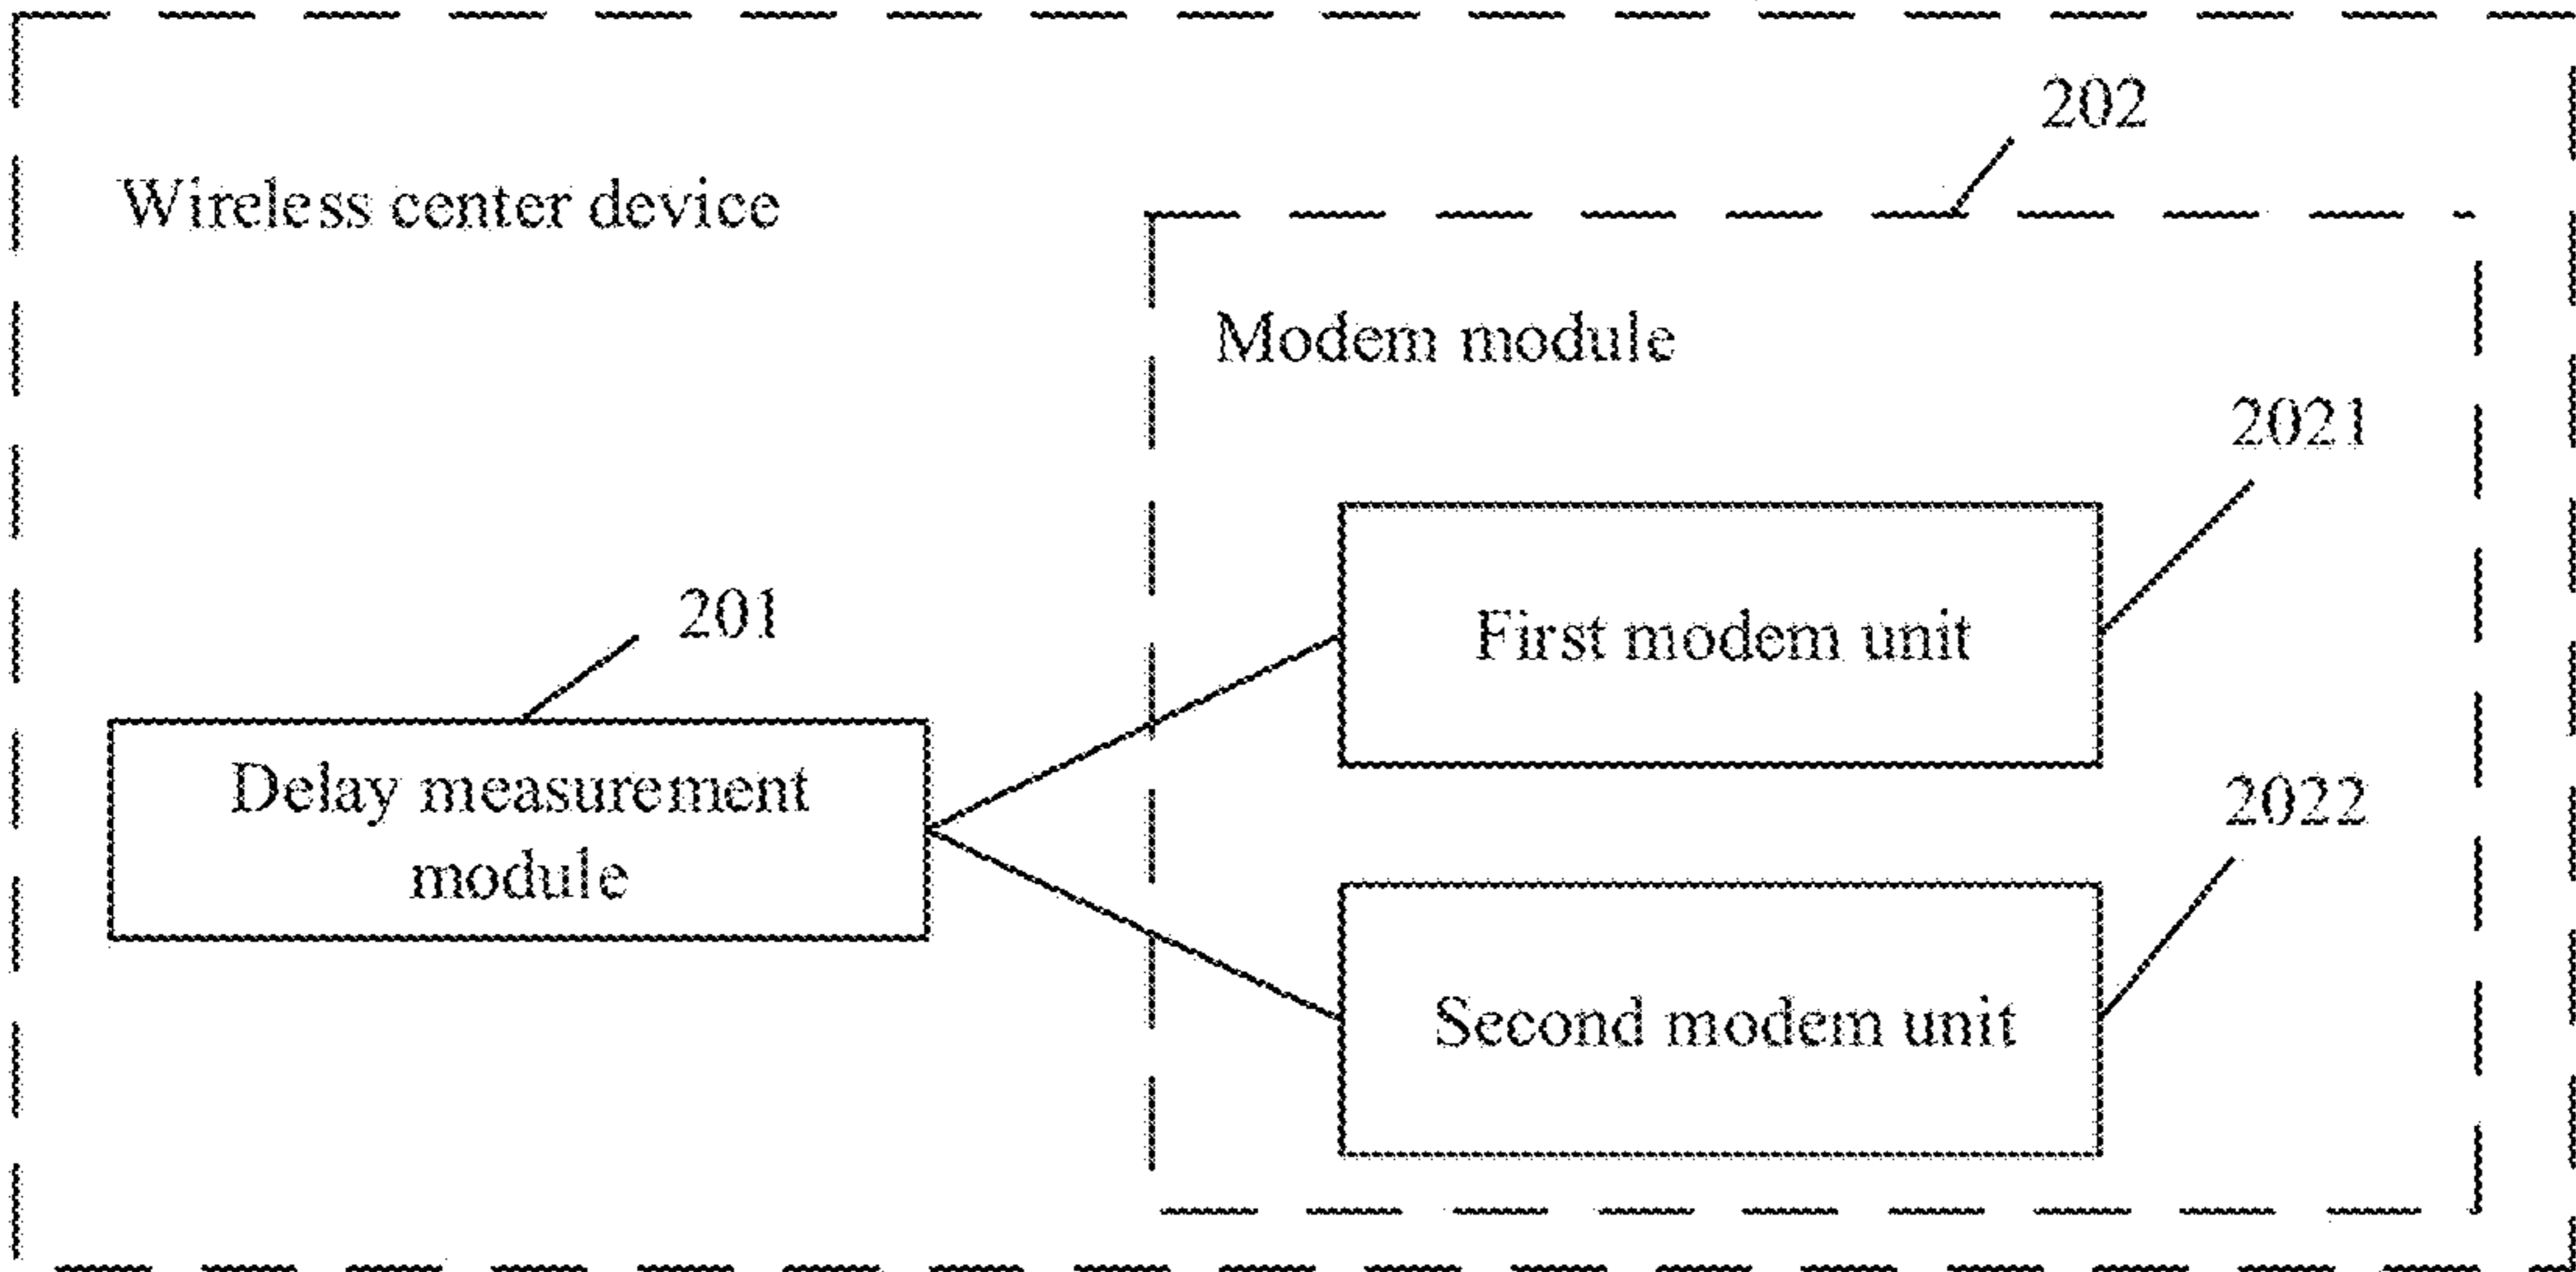 202
Wireless center device
Modem module
2021
First modem unit
201
Delay measurement
module
2022
Second modem unit